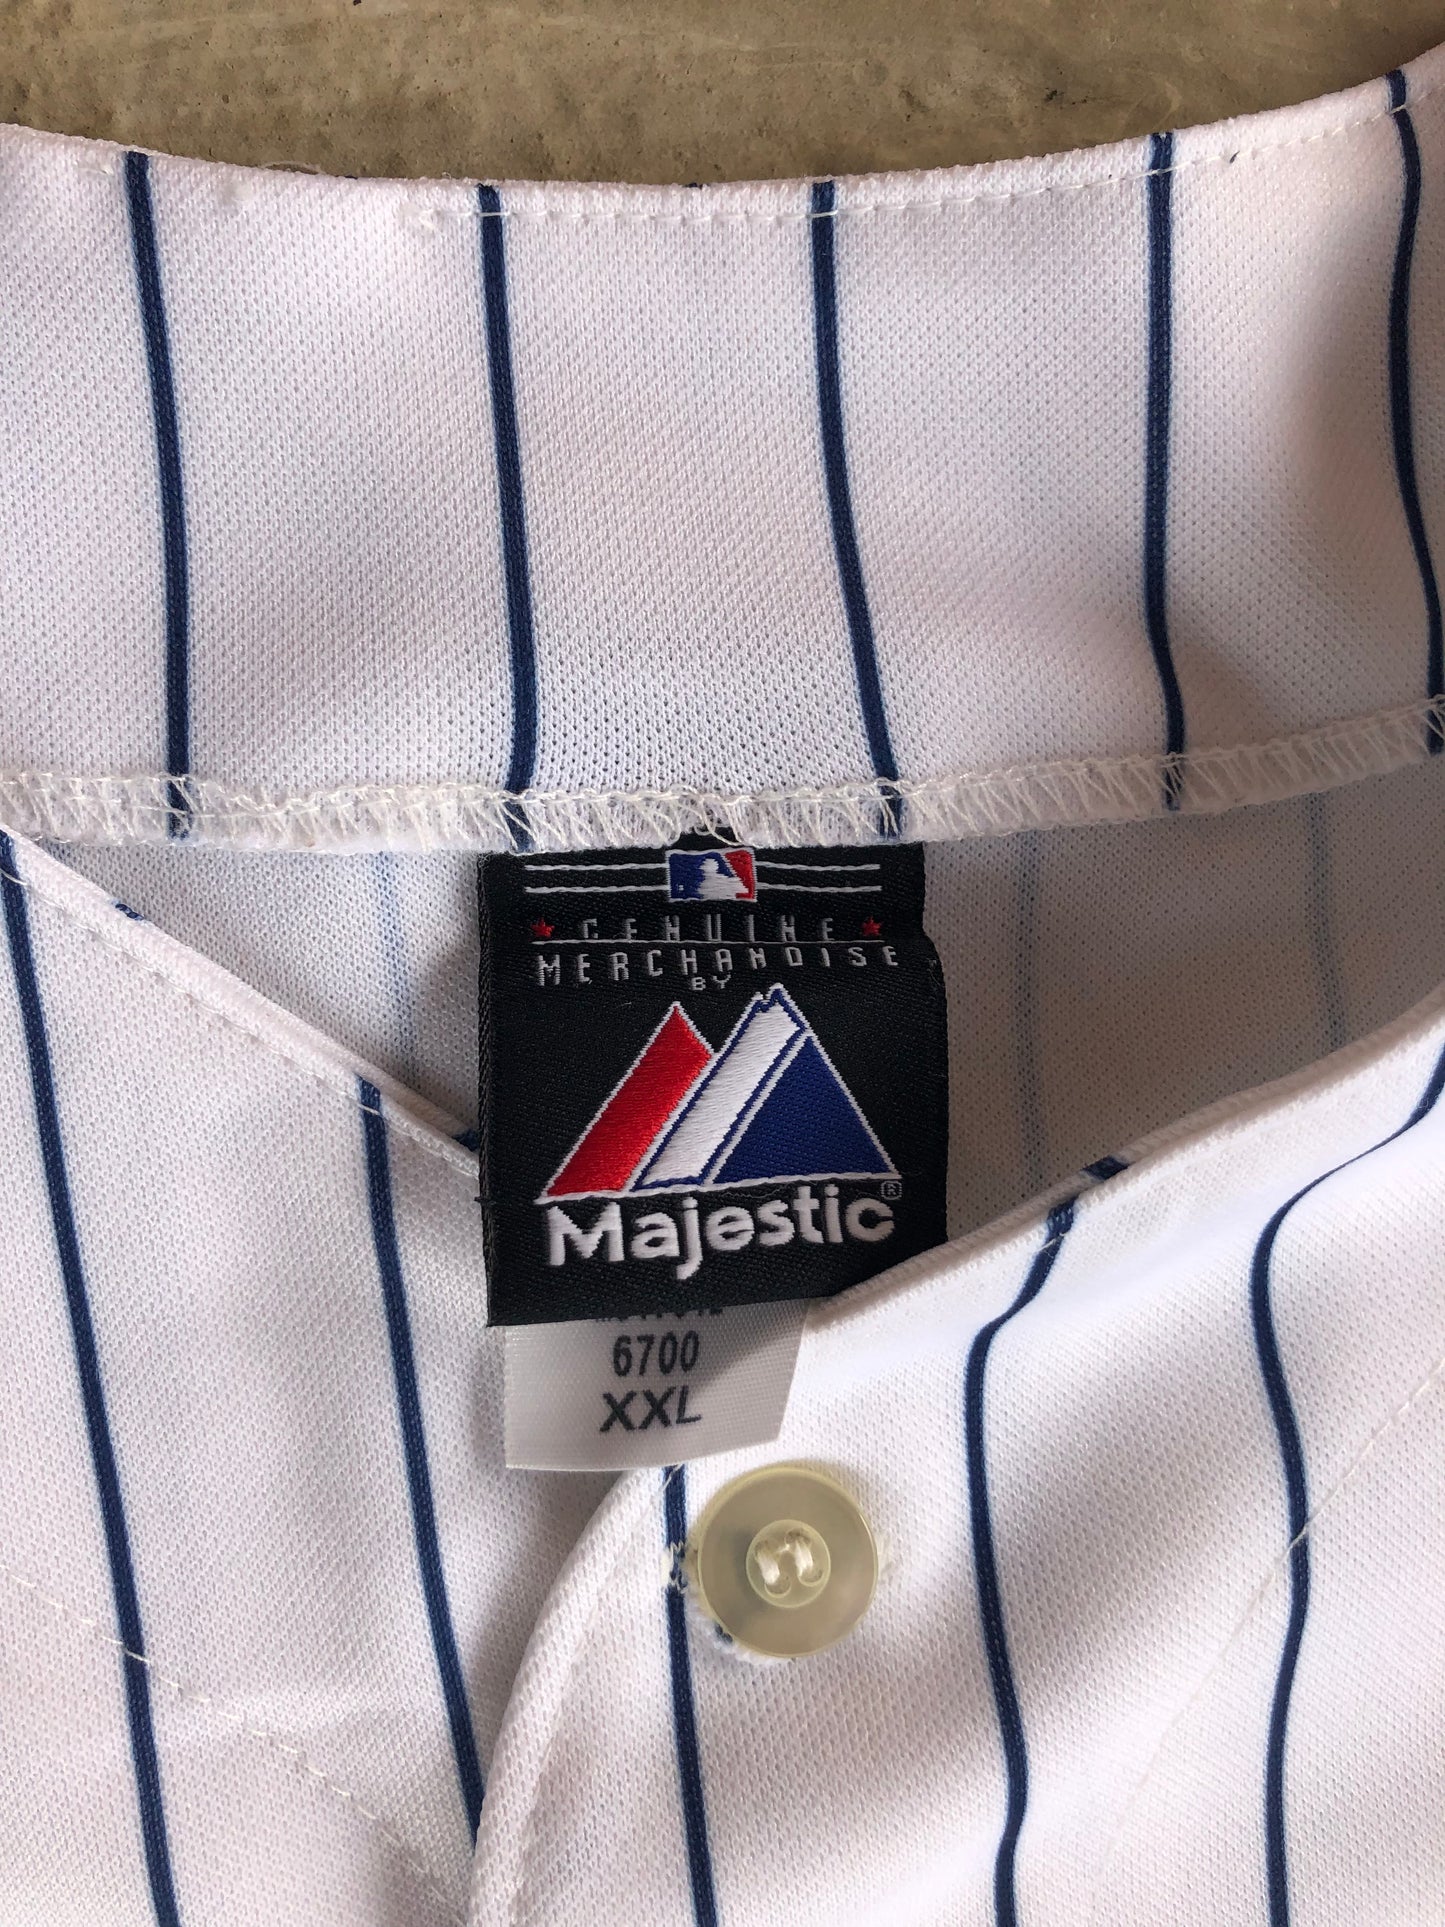 GENUINE
MERCHANDISE
BY
Majestic®
6700
XXL